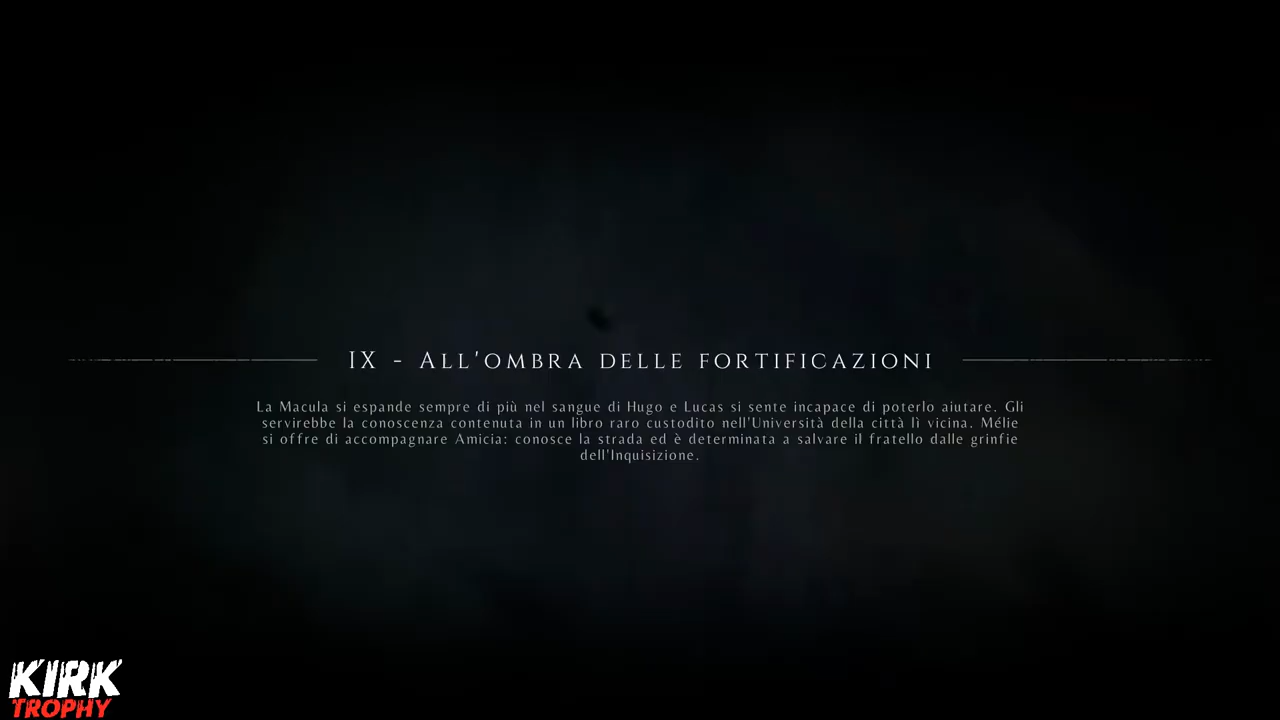 IX - All'ombra delle fortificazioni
La Macula si espande sempre di più nel sangue di Hugo e Lucas si sente incapace di poterlo aiutare. Gli
servirebbe la conoscenza contenuta in un libro raro custodito nell'Università della città lì vicina. Mélie
si offre di accompagnare Amicia: conosce la strada ed è determinata a salvare il fratello dalle grinfie
dell'Inquisizione.
KIRK
TROPHY